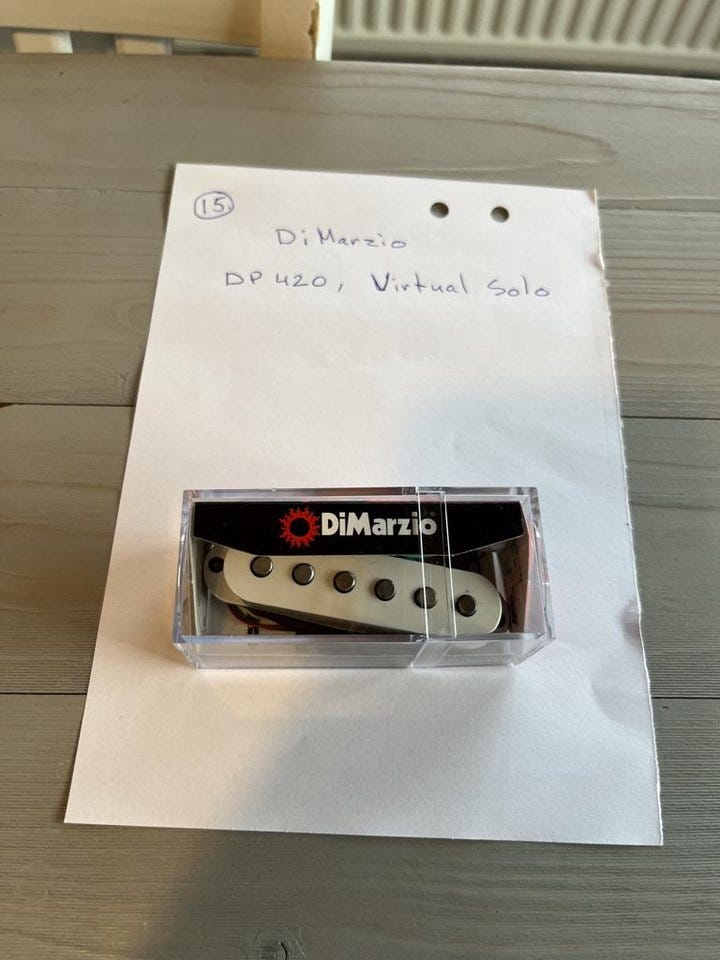 15.
DiMarzio
DP 420, Virtual Solo
DiMarzio®